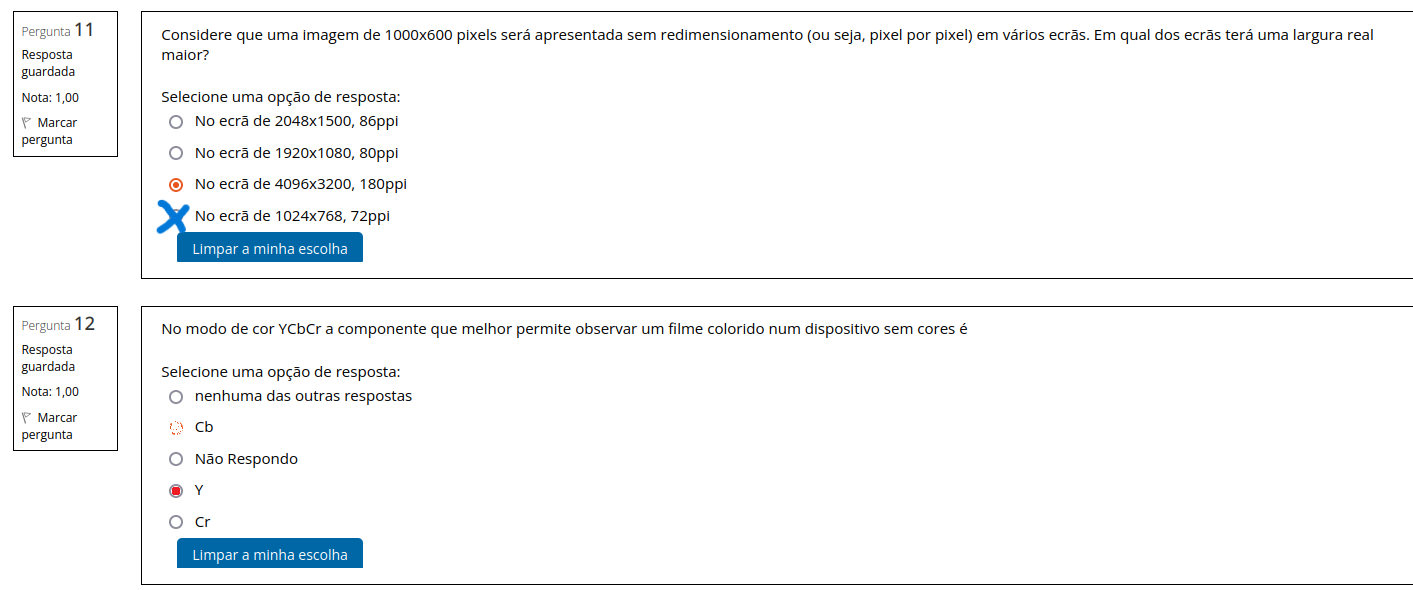 Pergunta 11
Resposta
guardada
Nota: 1,00
Marcar
pergunta
Considere que uma imagem de 1000x600 pixels será apresentada sem redimensionamento (ou seja, pixel por pixel) em vários ecrãs. Em qual dos ecrãs terá uma largura real
maior?
Selecione uma opção de resposta:
No ecrã de 2048x1500, 86ppi
No ecrã de 1920x1080, 80ppi
No ecrã de 4096x3200, 180ppi
No ecrã de 1024x768, 72ppi
Limpar a minha escolha
Pergunta 12
Resposta
guardada
Nota: 1,00
Marcar
pergunta
No modo de cor YCbCr a componente que melhor permite observar um filme colorido num dispositivo sem cores é
Selecione uma opção de resposta:
nenhuma das outras respostas
Cb
Não Respondo
Y
Cr
Limpar a minha escolha